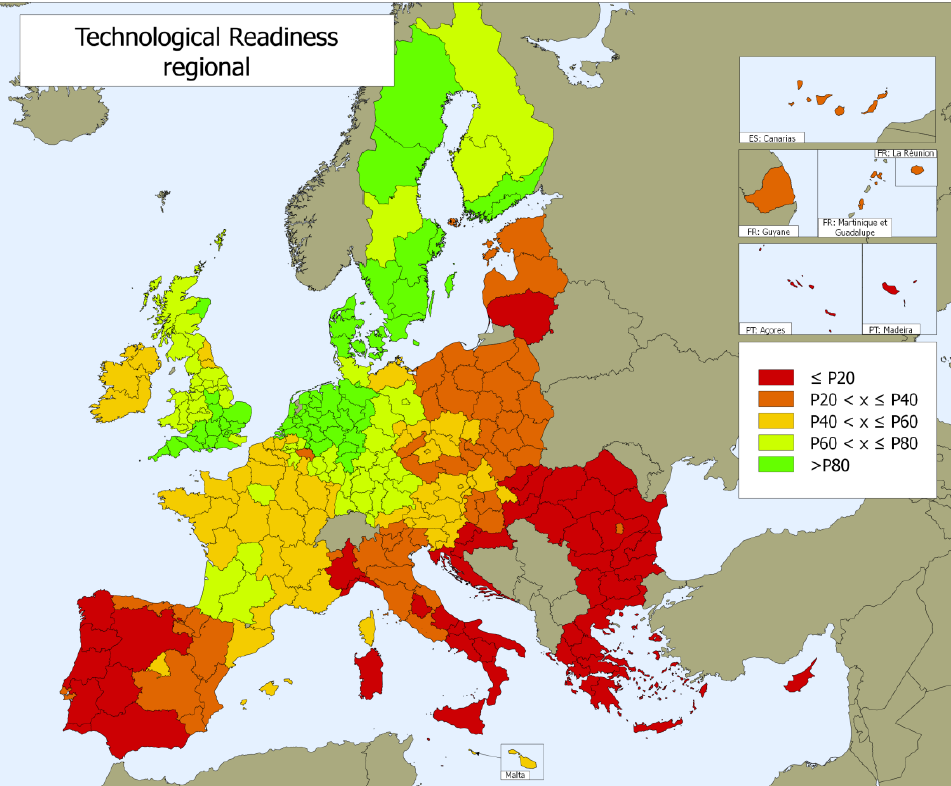 Technological Readiness
regional
ES: Canarias
FR: La Réunion
FR: Guyane
FR: Martinique et
Guadalupe
PT: Açores
PT: Madeira
≤ P20
P20 < x ≤ P40
P40 < x ≤ P60
P60 < x ≤ P80
>P80
Malta